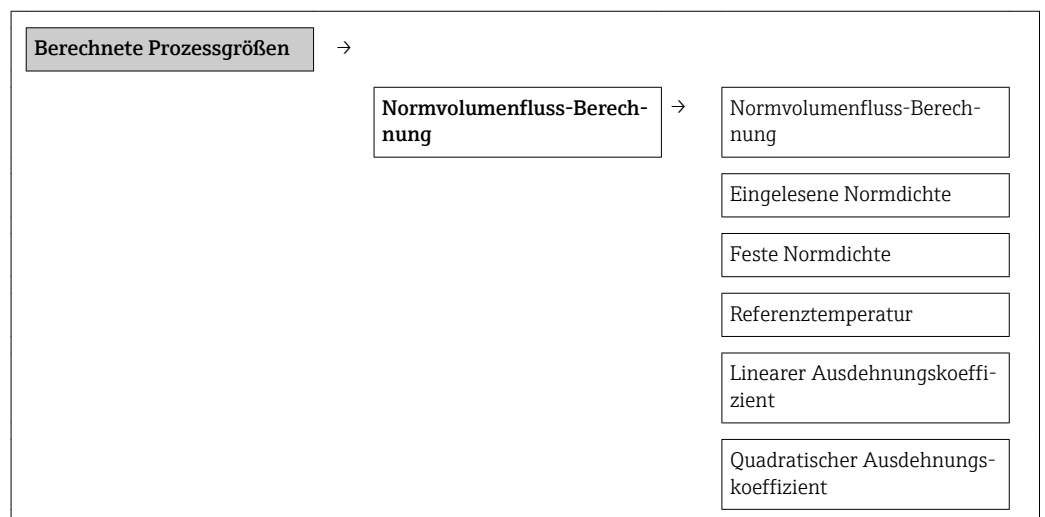 Berechnete Prozessgrößen →
Normvolumenfluss-Berech-
nung
→
Normvolumenfluss-Berech-
nung
Eingelesene Normdichte
Feste Normdichte
Referenztemperatur
Linearer Ausdehnungskoeffi-
zient
Quadratischer Ausdehnungs-
koeffizient